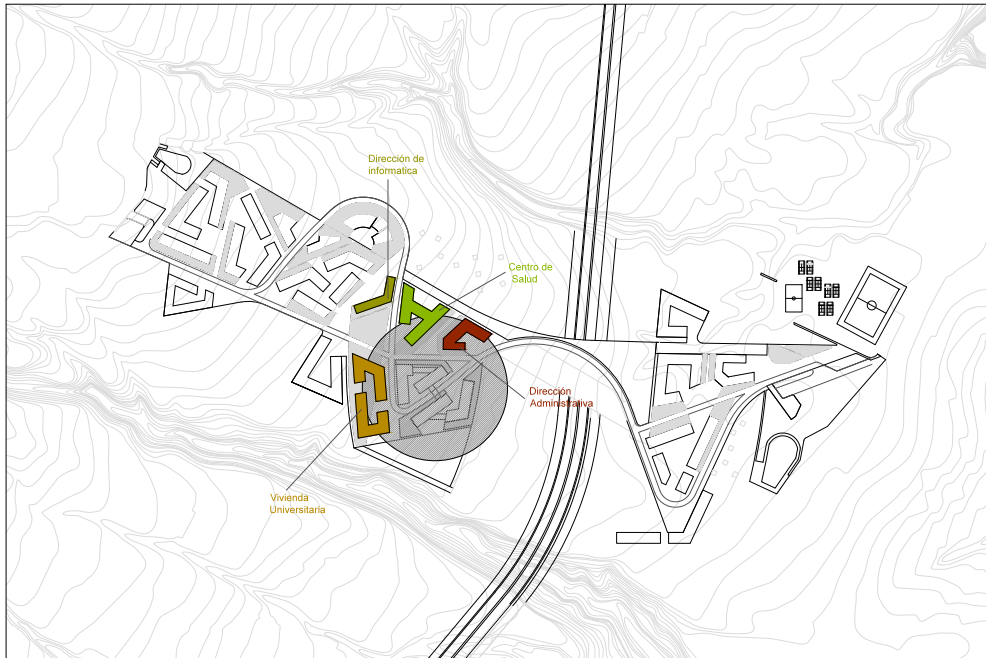 Dirección de
informatica
Centro de
Salud
Dirección
Administrativa
Vivienda
Universitaria